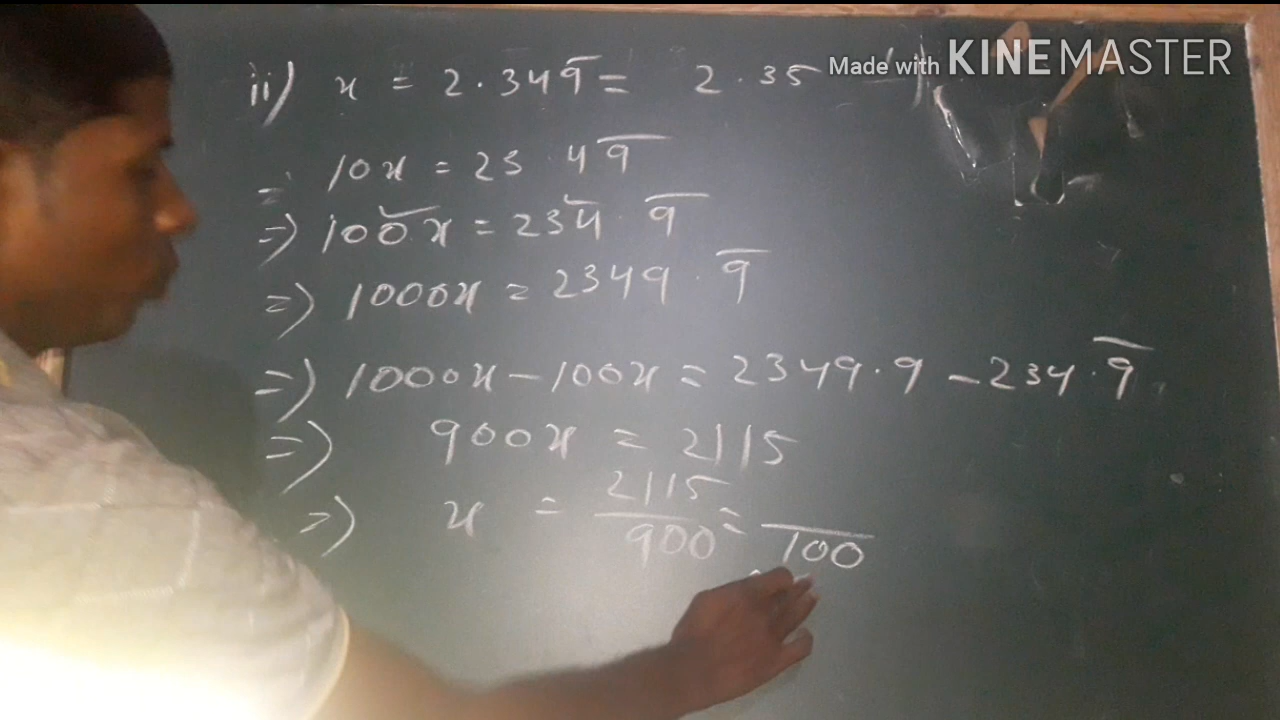 ii) x = 2.349̅ = 2.35
Made with KINEMASTER
10x = 23 49̅
=> 100x = 234.9̅
=> 1000x = 2349.9̅
=> 1000x - 100x = 2349.9 - 234.9̅
=> 900x = 2115
=> x = 2115/900 = /100